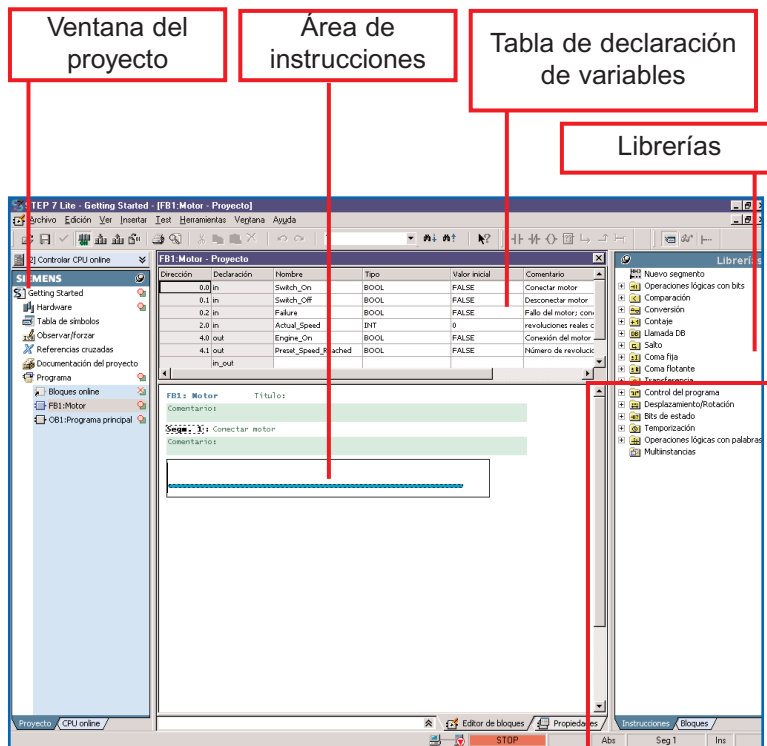 Ventana del
proyecto
Área de
instrucciones
Tabla de declaración
de variables
Librerías
STEP 7 Lite - Getting Started - [FB1:Motor - Proyecto]
Archivo Edición Ver Insertar Test Herramientas Ventana Ayuda
[2] Controlar CPU online
SIEMENS
Getting Started
Hardware
Tabla de símbolos
Observar/forzar
Referencias cruzadas
Documentación del proyecto
Programa
Bloques online
FB1:Motor
OB1:Programa principal
Proyecto CPU online
FB1:Motor - Proyecto
Dirección Declaración Nombre Tipo Valor inicial Comentario
0.0 in Switch_On BOOL FALSE Conectar motor
0.1 in Switch_Off BOOL FALSE Desconectar motor
0.2 in Failure BOOL FALSE Fallo del motor; con
2.0 in Actual_Speed INT 0 revoluciones reales c
4.0 out Engine_On BOOL FALSE Conexión del motor
4.1 out Preset_Speed_Reached BOOL FALSE Número de revolucio
in_out
FB1: Motor Título:
Comentario:
Segm. 1: Conectar motor
Comentario:
Editor de bloques Propiedades
Librerías
Nuevo segmento
Operaciones lógicas con bits
Comparación
Conversión
Contaje
Llamada DB
Salto
Coma fija
Coma flotante
Transferencia
Control del programa
Desplazamiento/Rotación
Bits de estado
Temporización
Operaciones lógicas con palabras
Multinstancias
Instrucciones Bloques
STOP Abs Seg 1 Ins